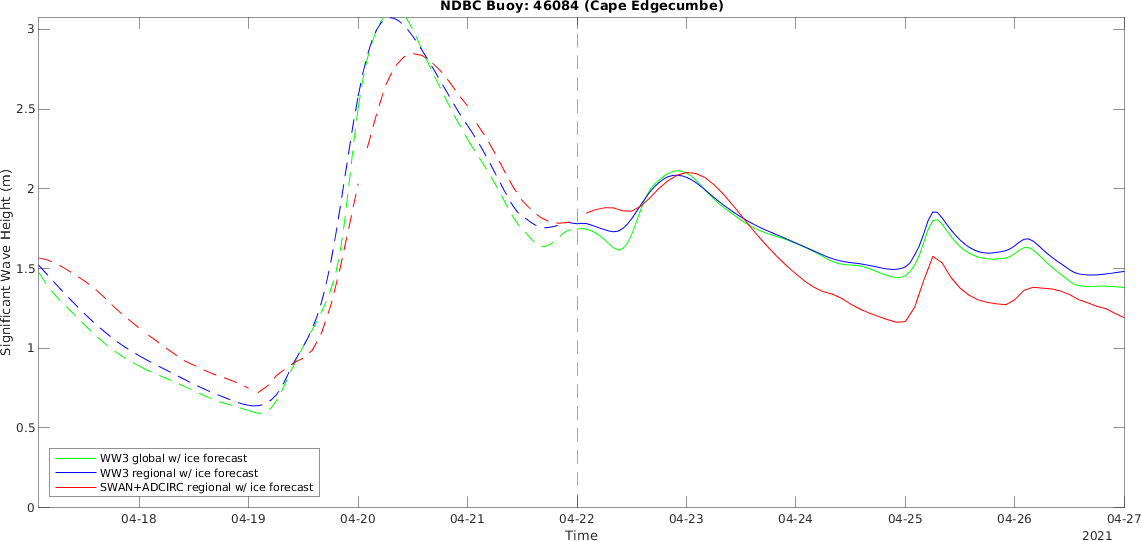 NDBC Buoy: 46084 (Cape Edgecumbe)
Significant Wave Height (m)
3
2.5
2
1.5
1
0.5
0
WW3 global w/ ice forecast
WW3 regional w/ ice forecast
SWAN+ADCIRC regional w/ ice forecast
04-18 04-19 04-20 04-21 04-22 04-23 04-24 04-25 04-26 04-27
Time
2021